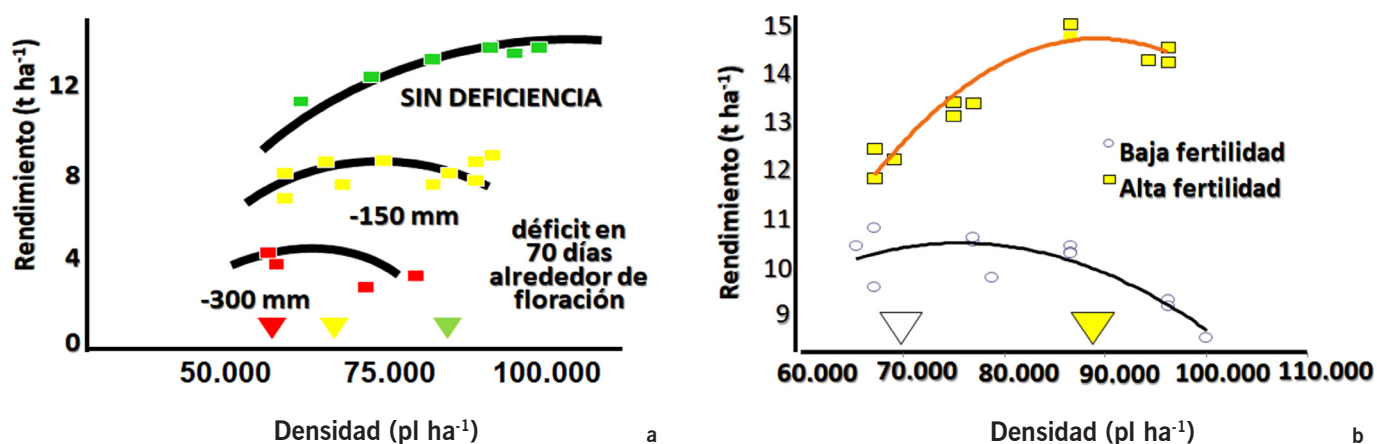 Rendimiento (t ha-1)
12
8
4
0
SIN DEFICIENCIA
-150 mm
-300 mm
déficit en
70 días
alrededor de
floración
50.000 75.000 100.000
Densidad (pl ha-1)
a
Rendimiento (t ha-1)
15
14
13
12
11
10
9
Baja fertilidad
Alta fertilidad
60.000 70.000 80.000 90.000 100.000 110.000
Densidad (pl ha-1)
b